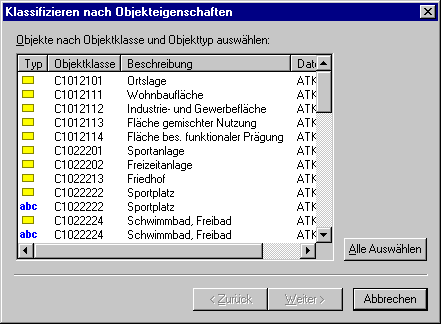 Klassifizieren nach Objekteigenschaften
Objekte nach Objektklasse und Objekttyp auswählen:
Typ Objektklasse Beschreibung Date
C1012101 Ortslage ATK
C1012111 Wohnbaufläche ATK
C1012112 Industrie- und Gewerbefläche ATK
C1012113 Fläche gemischter Nutzung ATK
C1012114 Fläche bes. funktionaler Prägung ATK
C1022201 Sportanlage ATK
C1022202 Freizeitanlage ATK
C1022213 Friedhof ATK
C1022222 Sportplatz ATK
abc C1022222 Sportplatz ATK
C1022224 Schwimmbad, Freibad ATK
abc C1022224 Schwimmbad, Freibad ATK
Alle Auswählen
< Zurück Weiter > Abbrechen